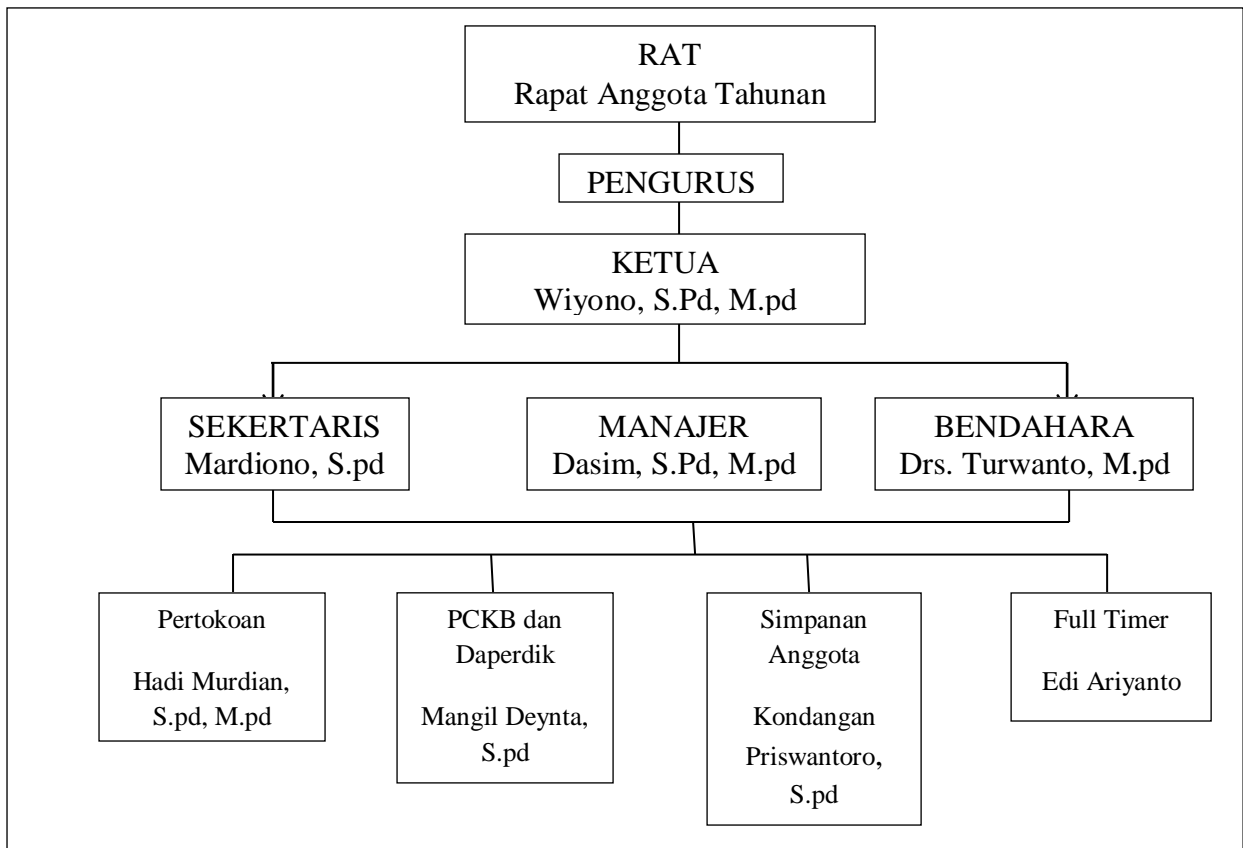 RAT
Rapat Anggota Tahunan
PENGURUS
KETUA
Wiyono, S.Pd, M.pd
SEKERTARIS
Mardiono, S.pd
MANAJER
Dasim, S.Pd, M.pd
BENDAHARA
Drs. Turwanto, M.pd
Pertokoan
Hadi Murdian,
S.pd, M.pd
PCKB dan
Daperdik
Mangil Deynta,
S.pd
Simpanan
Anggota
Kondangan
Priswantoro,
S.pd
Full Timer
Edi Ariyanto